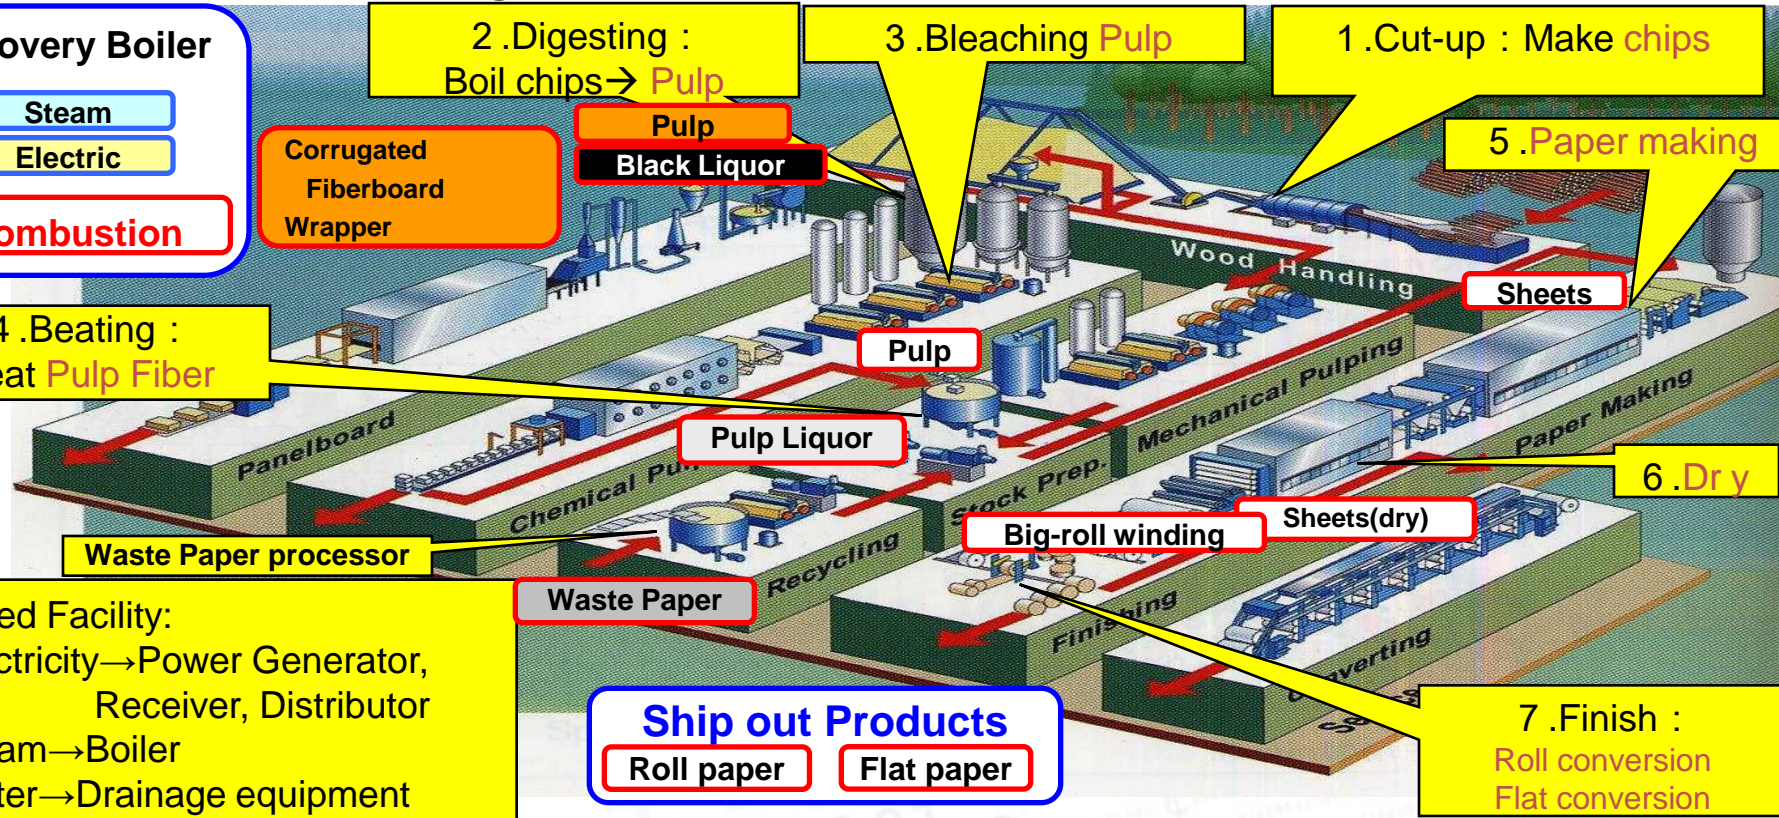 overy Boiler
Steam
Electric
ombustion
2 .Digesting :
Boil chips→ Pulp
3 .Bleaching Pulp
1 .Cut-up : Make chips
5 .Paper making
Corrugated
Fiberboard
Wrapper
Pulp
Black Liquor
Wood Handling
Sheets
4 .Beating :
eat Pulp Fiber
Pulp
Pulp Liquor
Panelboard
Chemical Pul
Stock Prep.
Mechanical Pulping
Paper Making
6 .Dr y
Sheets(dry)
Big-roll winding
Waste Paper processor
Waste Paper
Recycling
Finishing
Converting
ed Facility:
ctricity→Power Generator,
Receiver, Distributor
am→Boiler
ter→Drainage equipment
Ship out Products
Roll paper
Flat paper
7 .Finish :
Roll conversion
Flat conversion